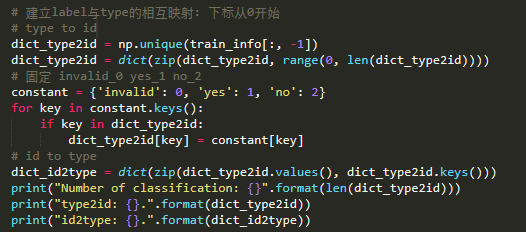 # 建立label与type的相互映射: 下标从0开始
# type to id
dict_type2id = np.unique(train_info[:, -1])
dict_type2id = dict(zip(dict_type2id, range(0, len(dict_type2id))))
# 固定 invalid_0 yes_1 no_2
constant = {'invalid': 0, 'yes': 1, 'no': 2}
for key in constant.keys():
    if key in dict_type2id:
        dict_type2id[key] = constant[key]
# id to type
dict_id2type = dict(zip(dict_type2id.values(), dict_type2id.keys()))
print("Number of classification: {}".format(len(dict_type2id)))
print("type2id: {}.".format(dict_type2id))
print("id2type: {}.".format(dict_id2type))